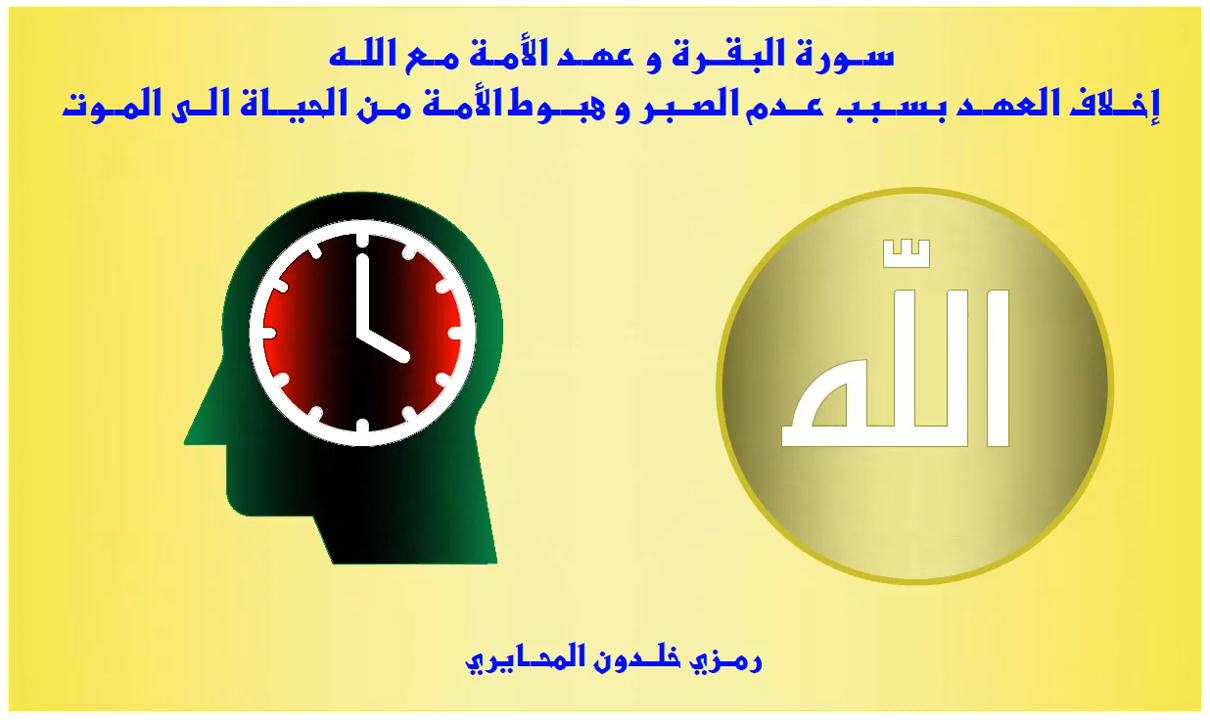 سورة البقرة و عهد الأمة مع الله
إخلاف العهد بسبب عدم الصبر و هبوط الأمة من الحياة الى الموت
اللّه
رمزي خلدون المحايري